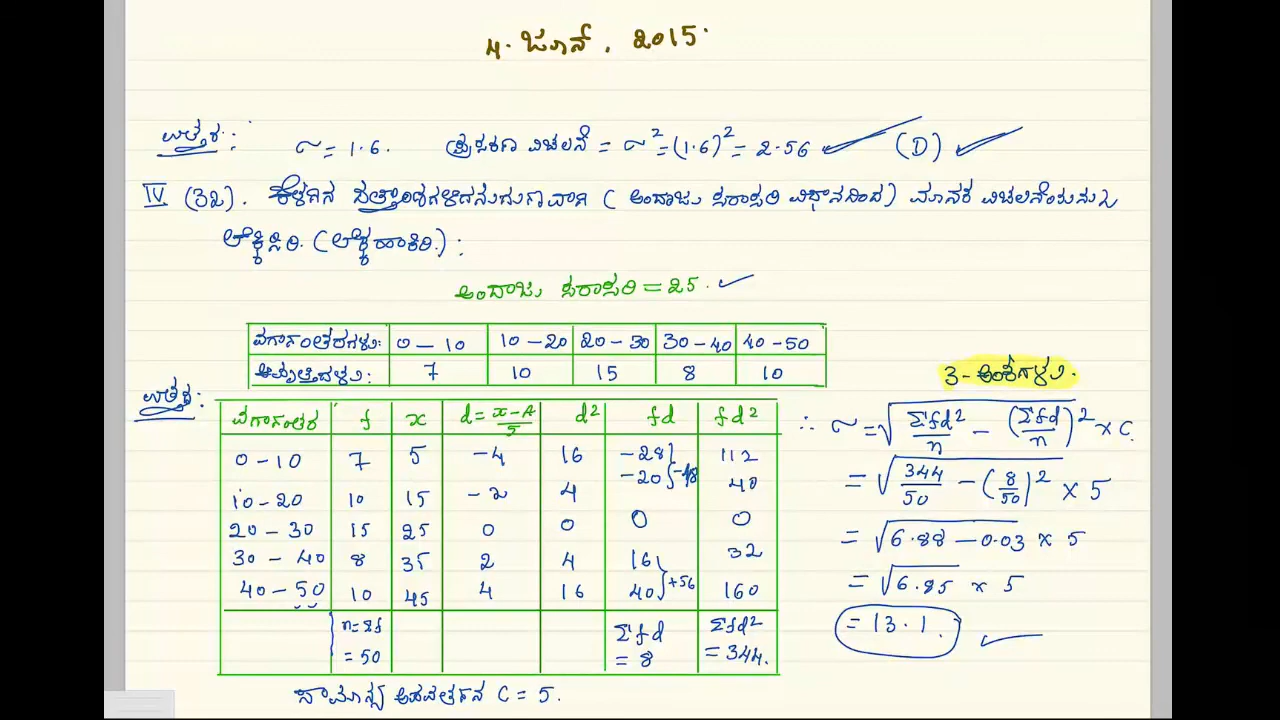 4. ಜೂನ್. 2015.
ಉತ್ತರ: σ = 1.6. ಪ್ರಸರಣ ವಿಚಲನೆ = σ² = (1.6)² = 2.56 (D)
IV (32). ಕೆಳಗಿನ ದತ್ತಾಂಶಗಳಿಗನುಗುಣವಾಗಿ (ಅಂದಾಜು ಸರಾಸರಿ ವಿಧಾನದಿಂದ) ಮಾನಕ ವಿಚಲನೆಯನ್ನು
ಲೆಕ್ಕಿಸಿರಿ. (ಲೆಕ್ಕ ಹಾಕಿರಿ.) :
ಅಂದಾಜು ಸರಾಸರಿ = 25.
ವರ್ಗಾಂತರಗಳು: 0 – 10 10 – 20 20 – 30 30 – 40 40 – 50
ಆವೃತ್ತಿಗಳು: 7 10 15 8 10
3 – ಅಂಕಗಳು.
ಉತ್ತರ:
ವರ್ಗಾಂತರ f x d = x–A/5 d² fd fd²
0 – 10 7 5 –4 16 –28 112
10 – 20 10 15 –2 4 –20 –48 40
20 – 30 15 25 0 0 0 0
30 – 40 8 35 2 4 16 32
40 – 50 10 45 4 16 40 +56 160
n = Σf = 50 Σfd = 8 Σfd² = 344.
ಸಾಮಾನ್ಯ ಅಪವರ್ತನ C = 5.
∴ σ = √Σfd²/n – (Σfd/n)² × C.
= √344/50 – (8/50)² × 5
= √6.88 – 0.03 × 5
= √6.85 × 5
= 13.1.